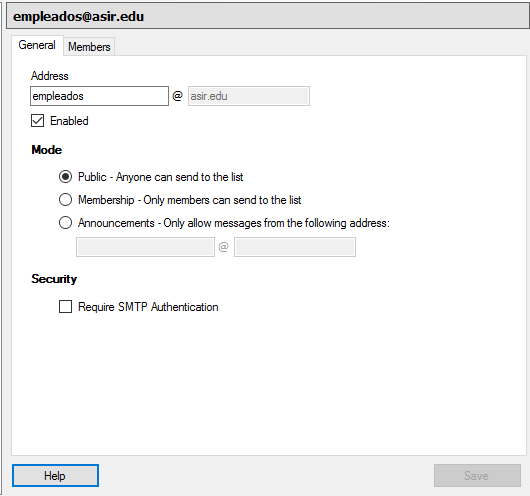 empleados@asir.edu
General Members
Address
empleados @ asir.edu
Enabled
Mode
Public - Anyone can send to the list
Membership - Only members can send to the list
Announcements - Only allow messages from the following address:
@
Security
Require SMTP Authentication
Help Save